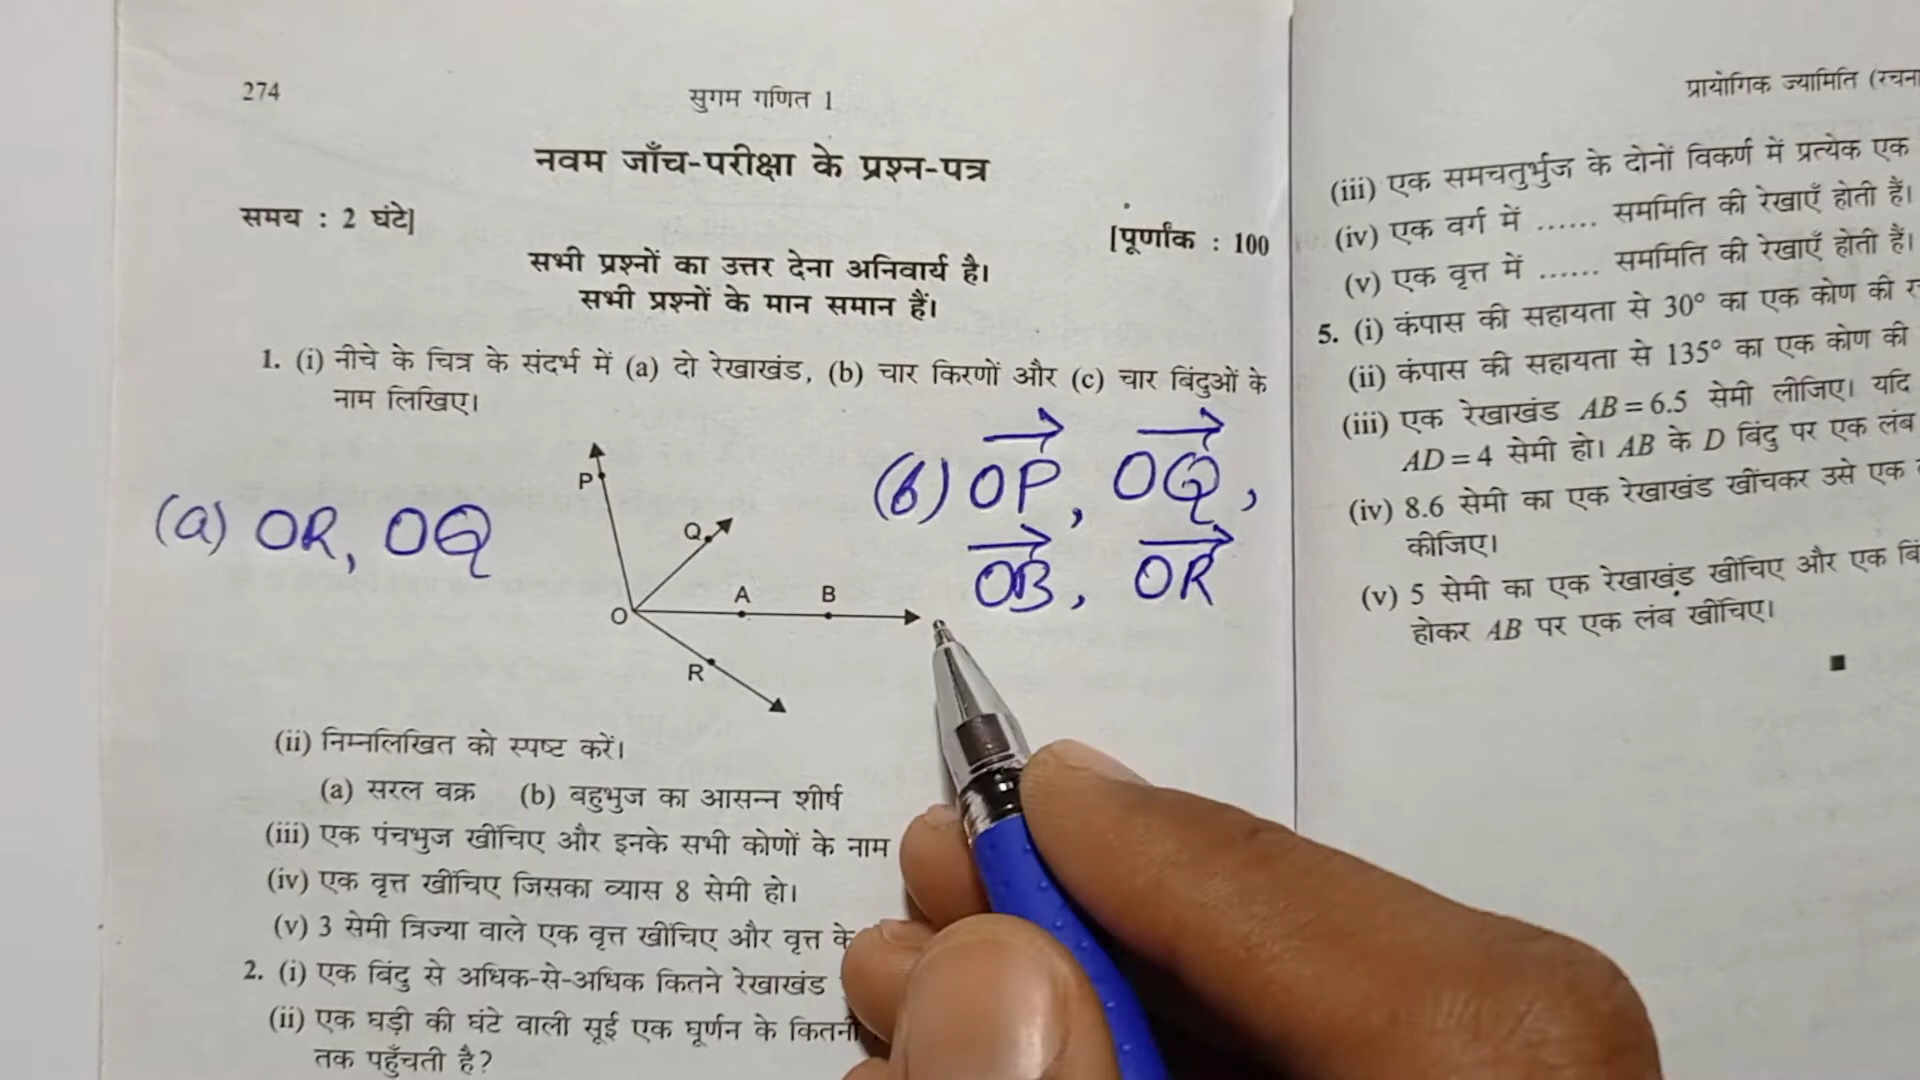 274
सुगम गणित 1
नवम जाँच-परीक्षा के प्रश्न-पत्र
समय : 2 घंटे]
[पूर्णांक : 100
सभी प्रश्नों का उत्तर देना अनिवार्य है।
सभी प्रश्नों के मान समान हैं।
1. (i) नीचे के चित्र के संदर्भ में (a) दो रेखाखंड, (b) चार किरणों और (c) चार बिंदुओं के
नाम लिखिए।
(a) OR, OQ
P
Q
O
A
B
R
(b) OP, OQ,
OB, OR
(ii) निम्नलिखित को स्पष्ट करें।
(a) सरल वक्र (b) बहुभुज का आसन्न शीर्ष
(iii) एक पंचभुज खींचिए और इनके सभी कोणों के नाम
(iv) एक वृत्त खींचिए जिसका व्यास 8 सेमी हो।
(v) 3 सेमी त्रिज्या वाले एक वृत्त खींचिए और वृत्त के
2. (i) एक बिंदु से अधिक-से-अधिक कितने रेखाखंड
(ii) एक घड़ी की घंटे वाली सूई एक घूर्णन के कितनी
तक पहुँचती है?
प्रायोगिक ज्यामिति
(iii) एक समचतुर्भुज के दोनों विकर्ण में प्रत्येक एक
(iv) एक वर्ग में ...... सममिति की रेखाएँ होती हैं।
(v) एक वृत्त में ...... सममिति की रेखाएँ होती हैं।
5. (i) कंपास की सहायता से 30° का एक कोण की
(ii) कंपास की सहायता से 135° का एक कोण की
(iii) एक रेखाखंड AB=6.5 सेमी लीजिए। यदि
AD=4 सेमी हो। AB के D बिंदु पर एक लंब
(iv) 8.6 सेमी का एक रेखाखंड खींचकर उसे एक
कीजिए।
(v) 5 सेमी का एक रेखाखंड खींचिए और एक
होकर AB पर एक लंब खींचिए।